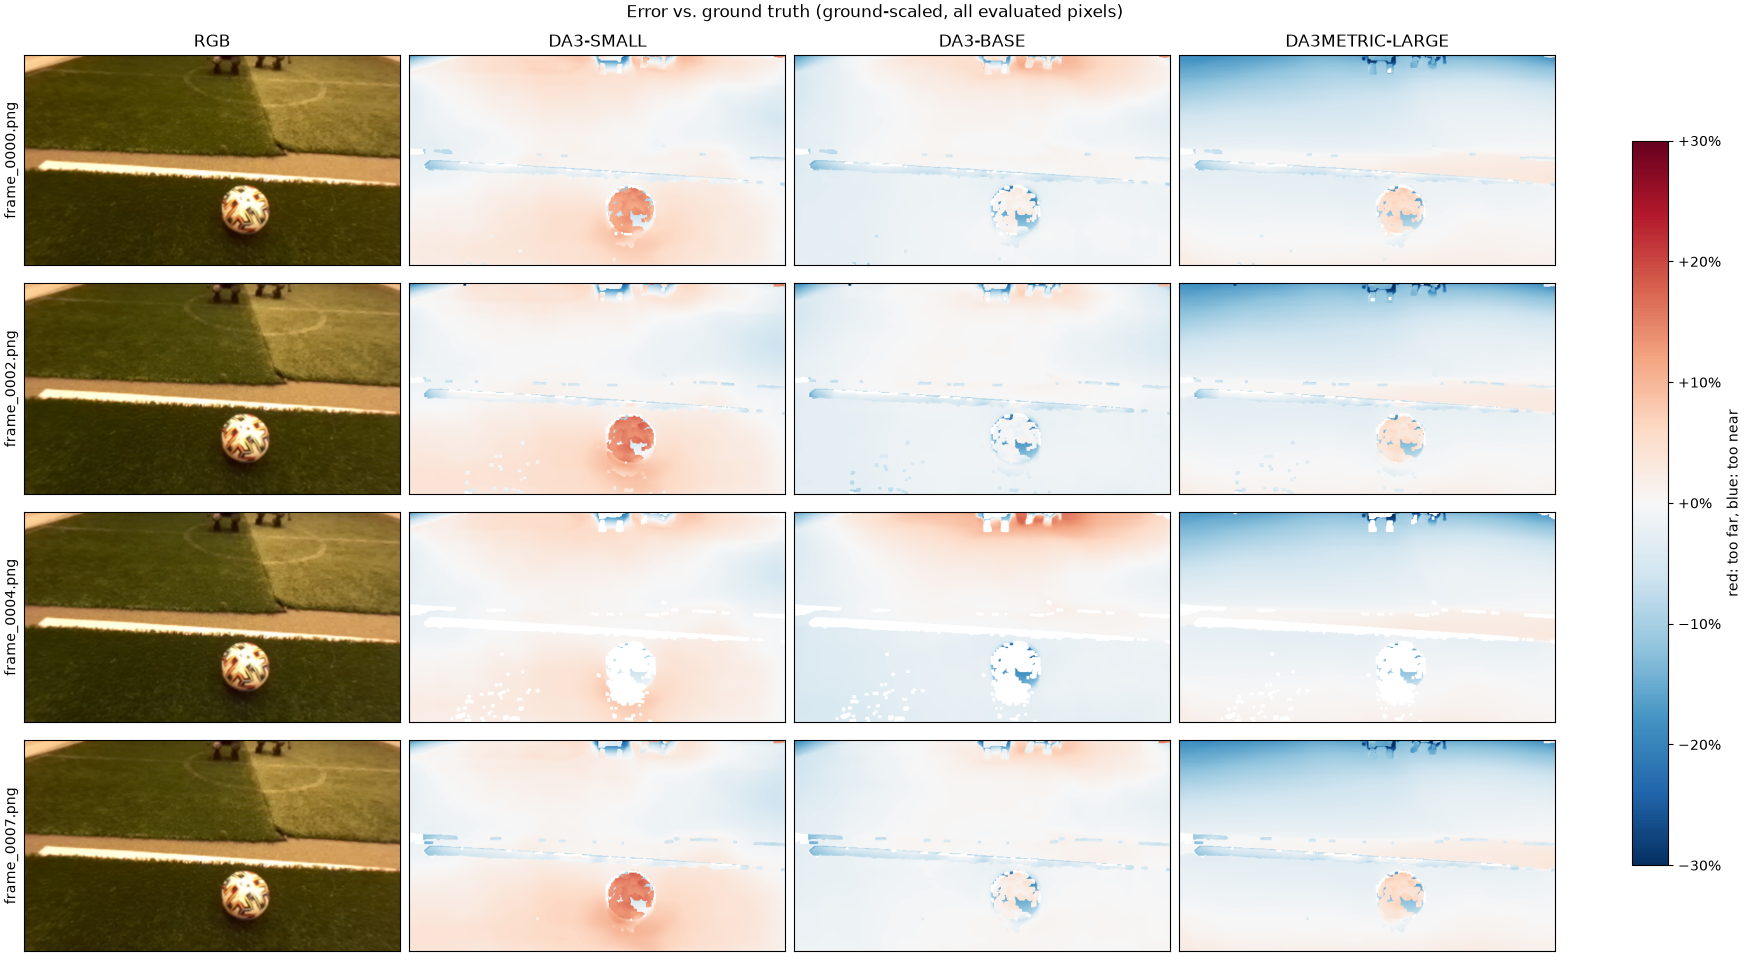 Error vs. ground truth (ground-scaled, all evaluated pixels)
RGB
DA3-SMALL
DA3-BASE
DA3METRIC-LARGE
frame_0000.png
frame_0002.png
frame_0004.png
frame_0007.png
+30%
+20%
+10%
+0%
−10%
−20%
−30%
red: too far, blue: too near